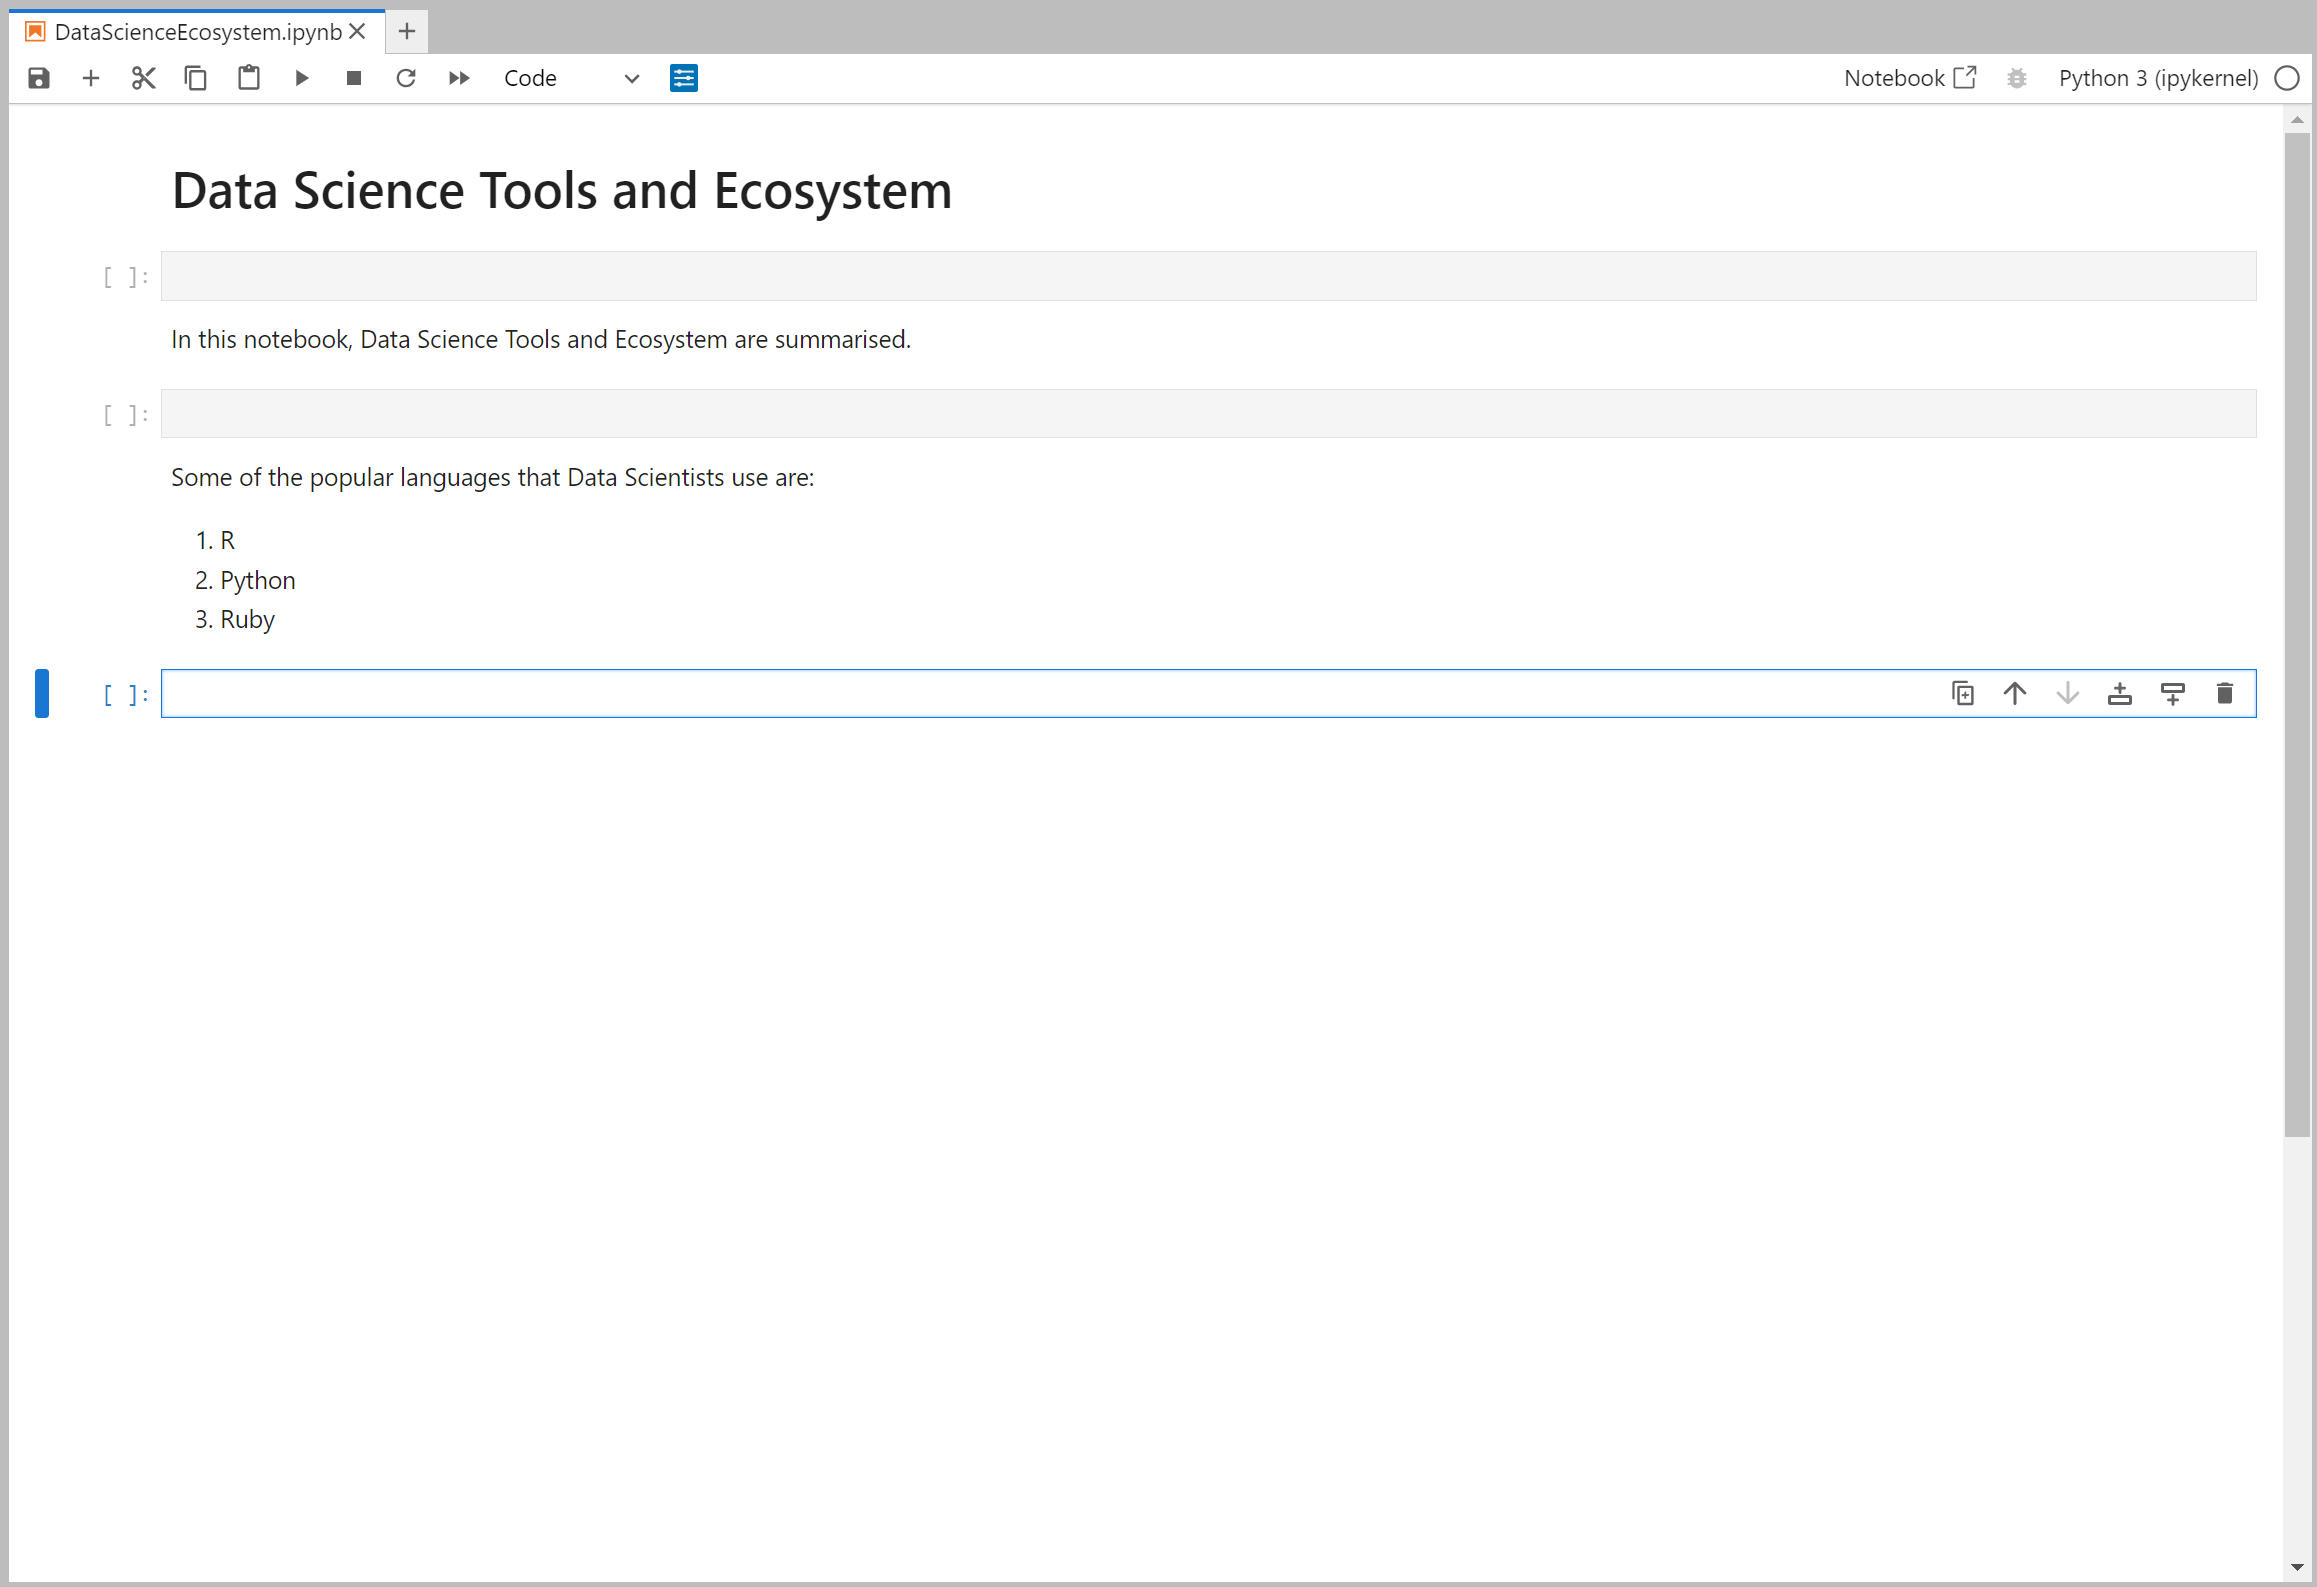 DataScienceEcosystem.ipynb
Code
Notebook
Python 3 (ipykernel)
Data Science Tools and Ecosystem
[ ]:
In this notebook, Data Science Tools and Ecosystem are summarised.
[ ]:
Some of the popular languages that Data Scientists use are:
1. R
2. Python
3. Ruby
[ ]: